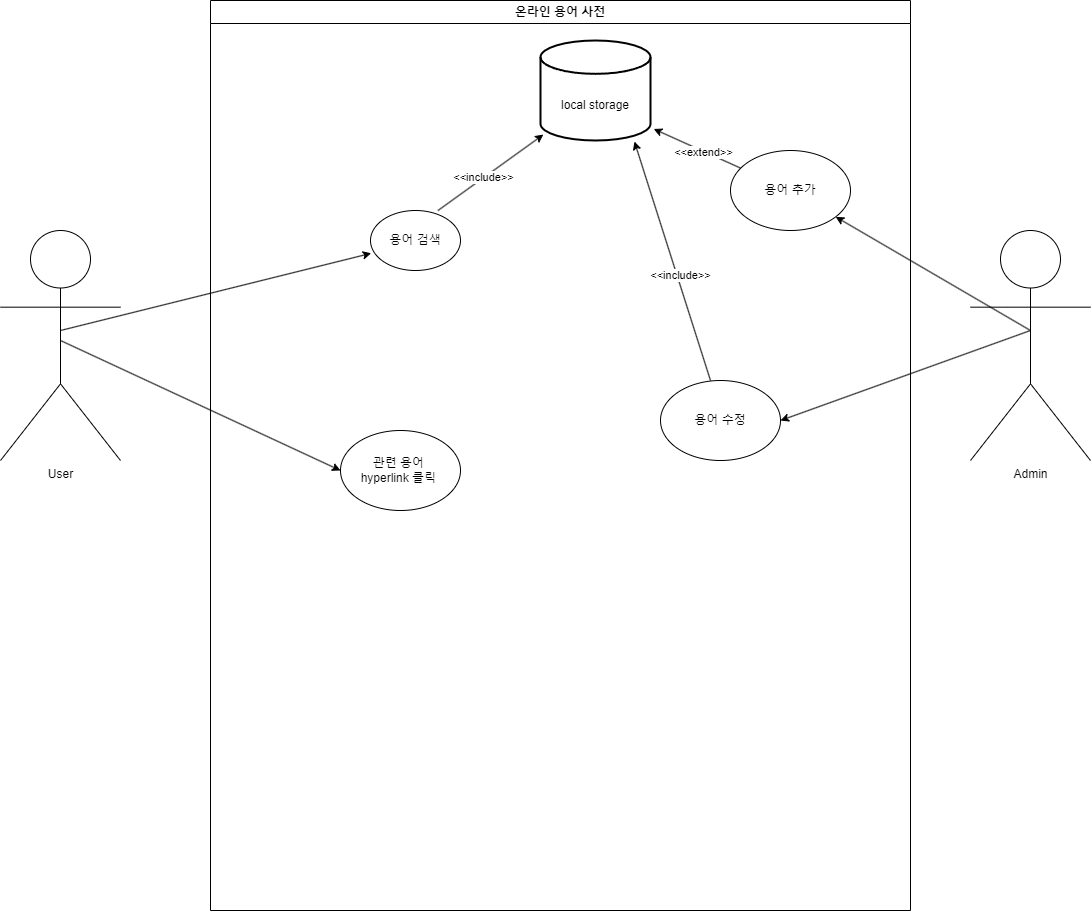 온라인 용어 사전
local storage
<<extend>>
<<include>>
용어 추가
용어 검색
<<include>>
용어 수정
관련 용어
hyperlink 클릭
User
Admin